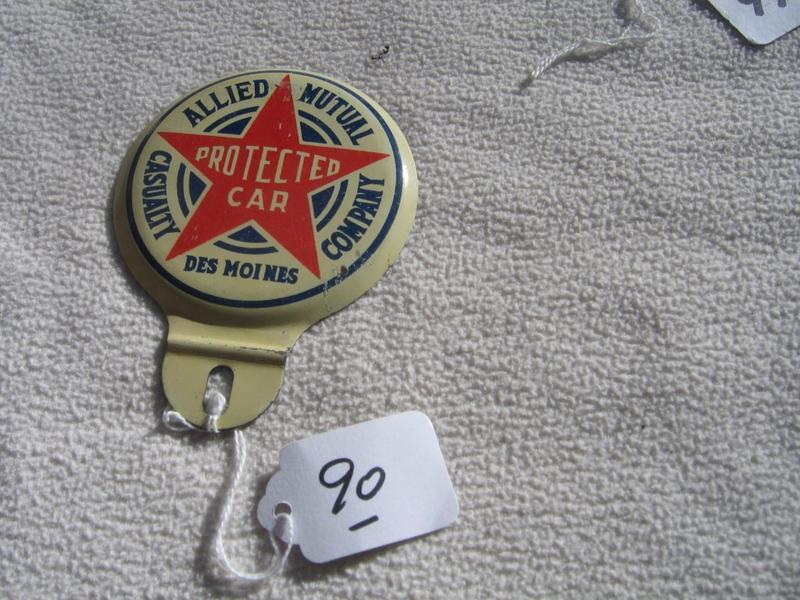 ALLIED MUTUAL
CASUALTY COMPANY
PROTECTED
CAR
DES MOINES
90